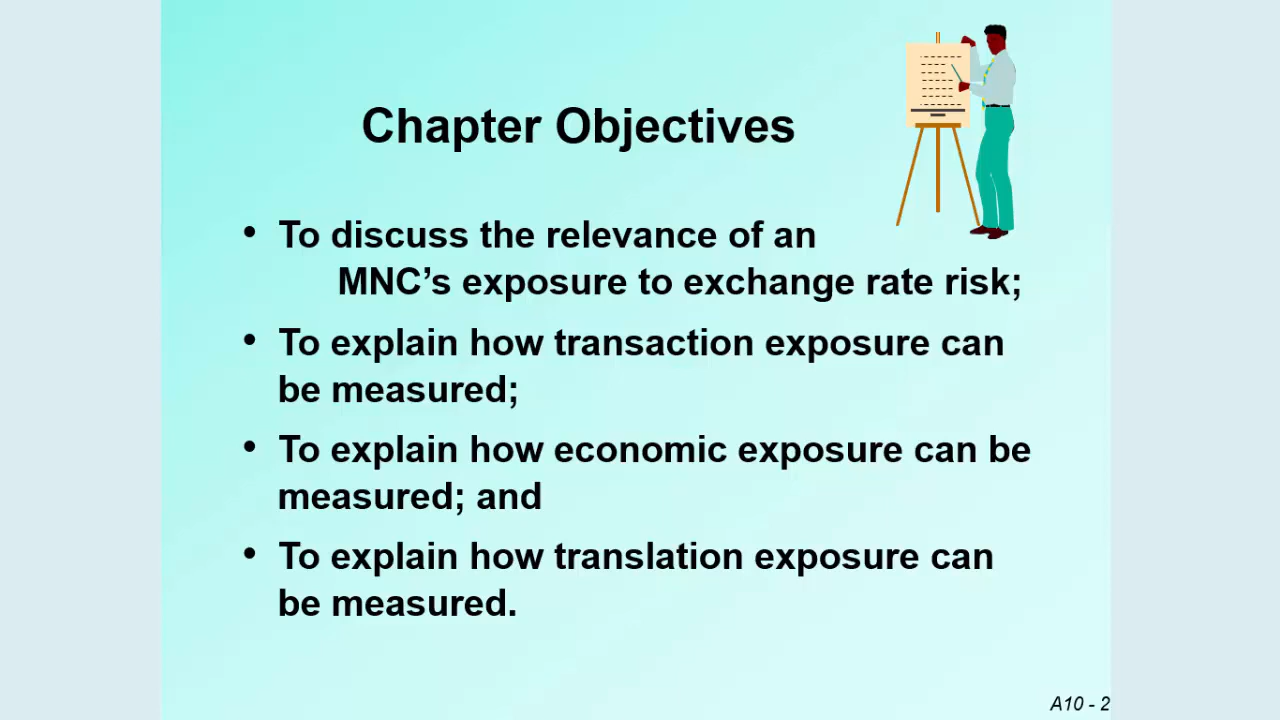 Chapter Objectives
• To discuss the relevance of an
MNC’s exposure to exchange rate risk;
• To explain how transaction exposure can
be measured;
• To explain how economic exposure can be
measured; and
• To explain how translation exposure can
be measured.
A10 - 2